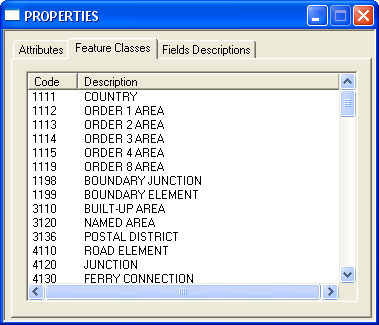 PROPERTIES
Attributes Feature Classes Fields Descriptions
Code Description
1111 COUNTRY
1112 ORDER 1 AREA
1113 ORDER 2 AREA
1114 ORDER 3 AREA
1115 ORDER 4 AREA
1119 ORDER 8 AREA
1198 BOUNDARY JUNCTION
1199 BOUNDARY ELEMENT
3110 BUILT-UP AREA
3120 NAMED AREA
3136 POSTAL DISTRICT
4110 ROAD ELEMENT
4120 JUNCTION
4130 FERRY CONNECTION